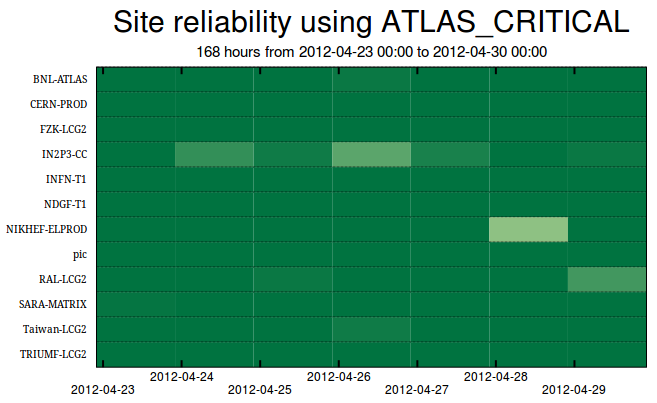 Site reliability using ATLAS_CRITICAL
168 hours from 2012-04-23 00:00 to 2012-04-30 00:00
BNL-ATLAS
CERN-PROD
FZK-LCG2
IN2P3-CC
INFN-T1
NDGF-T1
NIKHEF-ELPROD
pic
RAL-LCG2
SARA-MATRIX
Taiwan-LCG2
TRIUMF-LCG2
2012-04-24 2012-04-26 2012-04-28
2012-04-23 2012-04-25 2012-04-27 2012-04-29